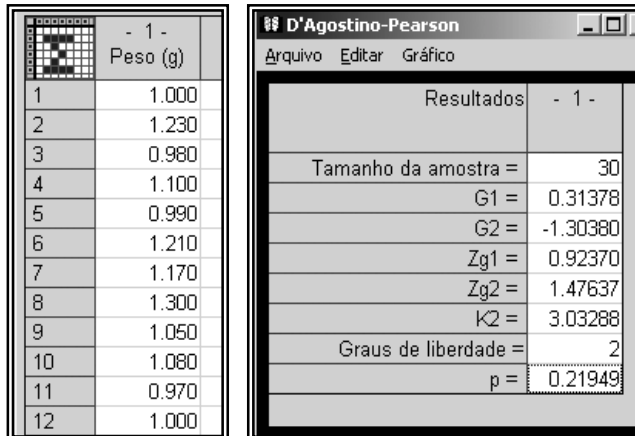 - 1 -
Peso (g)
1 1.000
2 1.230
3 0.980
4 1.100
5 0.990
6 1.210
7 1.170
8 1.300
9 1.050
10 1.080
11 0.970
12 1.000
D'Agostino-Pearson
Arquivo Editar Gráfico
Resultados - 1 -
Tamanho da amostra = 30
G1 = 0.31378
G2 = -1.30380
Zg1 = 0.92370
Zg2 = 1.47637
K2 = 3.03288
Graus de liberdade = 2
p = 0.21949